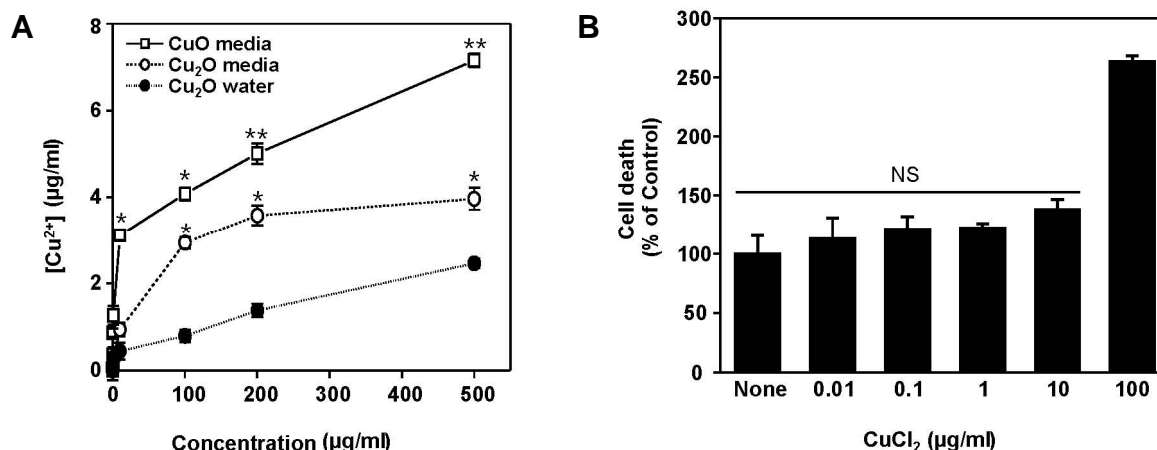 A
8
6
4
2
0
[Cu²⁺] (µg/ml)
CuO media
Cu₂O media
Cu₂O water
*
*
**
**
*
*
*
0
100
200
300
400
500
Concentration (µg/ml)
B
300
250
200
150
100
50
0
Cell death
(% of Control)
NS
None
0.01
0.1
1
10
100
CuCl₂ (µg/ml)